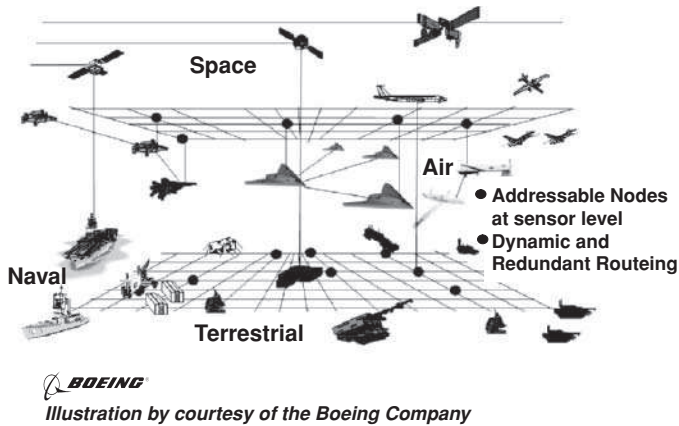 Space
Air
● Addressable Nodes
at sensor level
● Dynamic and
Redundant Routeing
Naval
Terrestrial
BOEING
Illustration by courtesy of the Boeing Company